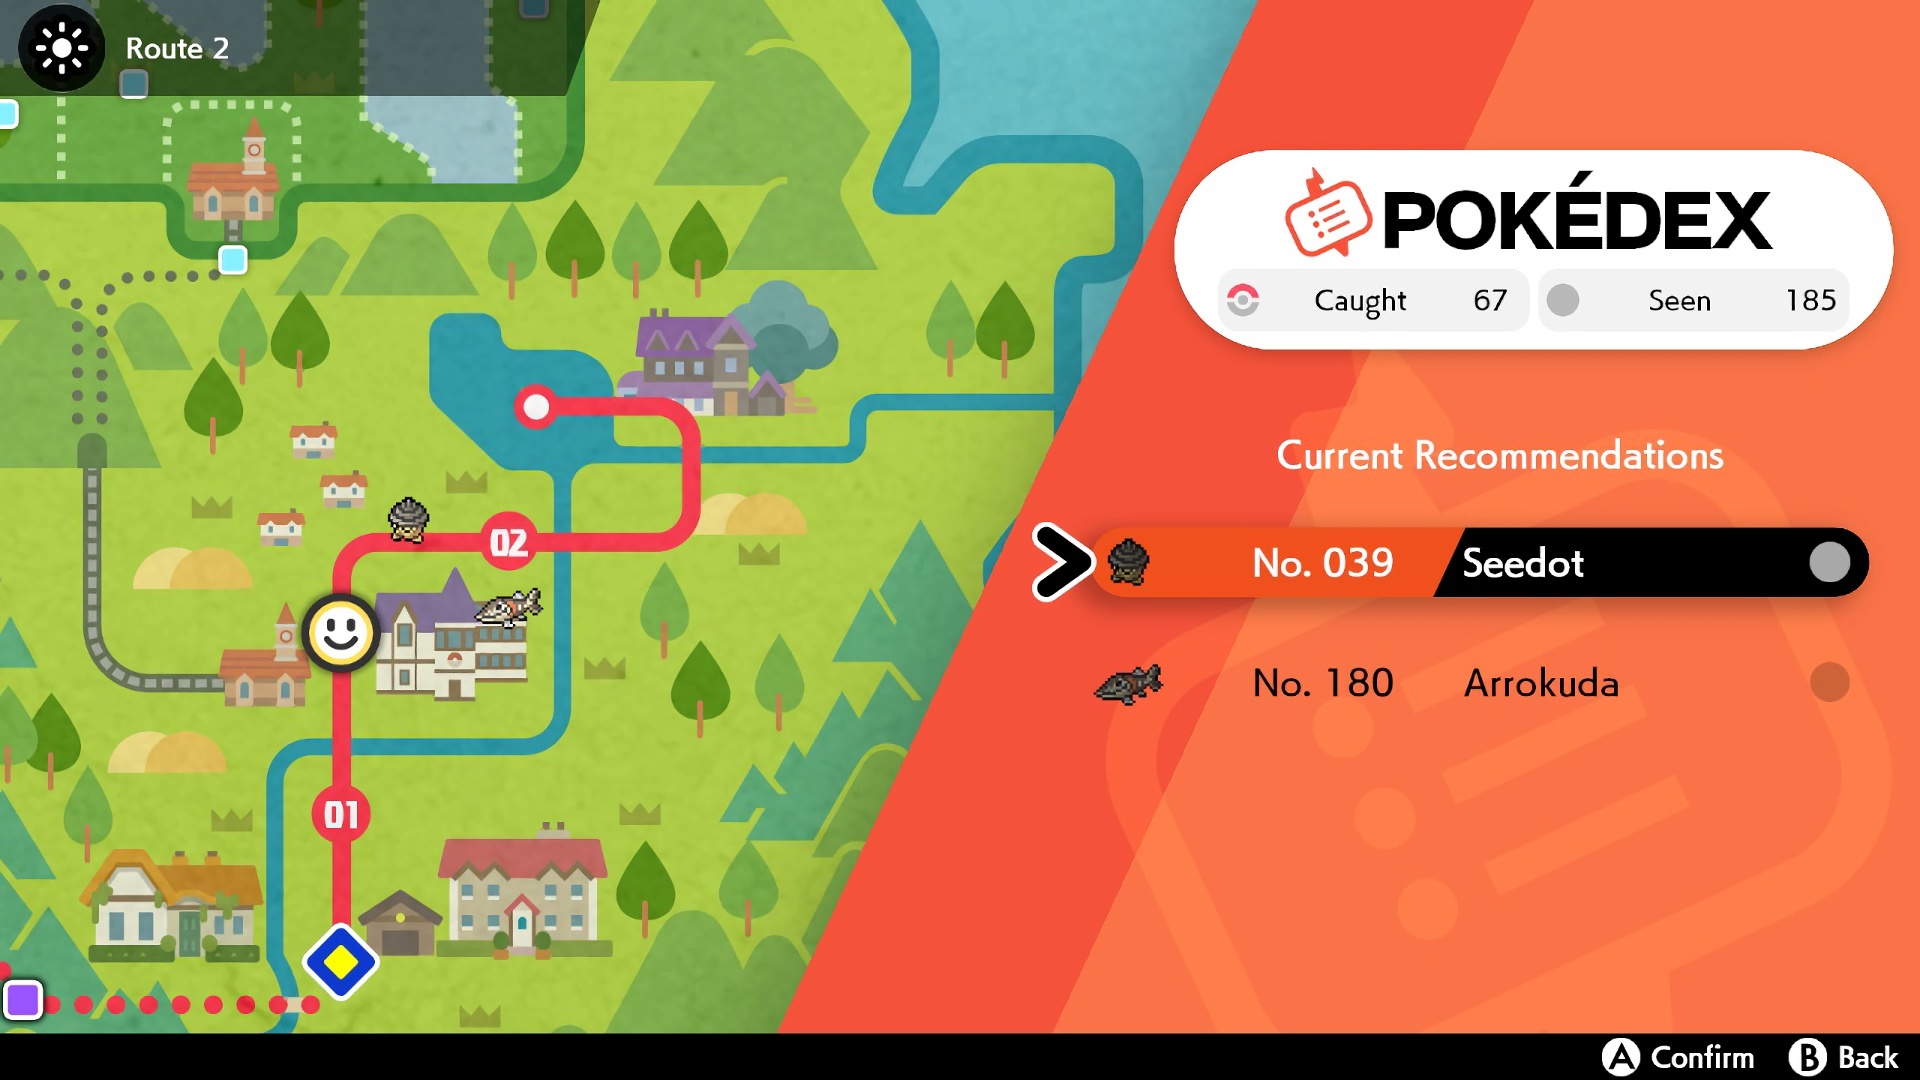 Route 2
POKÉDEX
Caught 67
Seen 185
Current Recommendations
No. 039 Seedot
No. 180 Arrokuda
02
01
A Confirm B Back